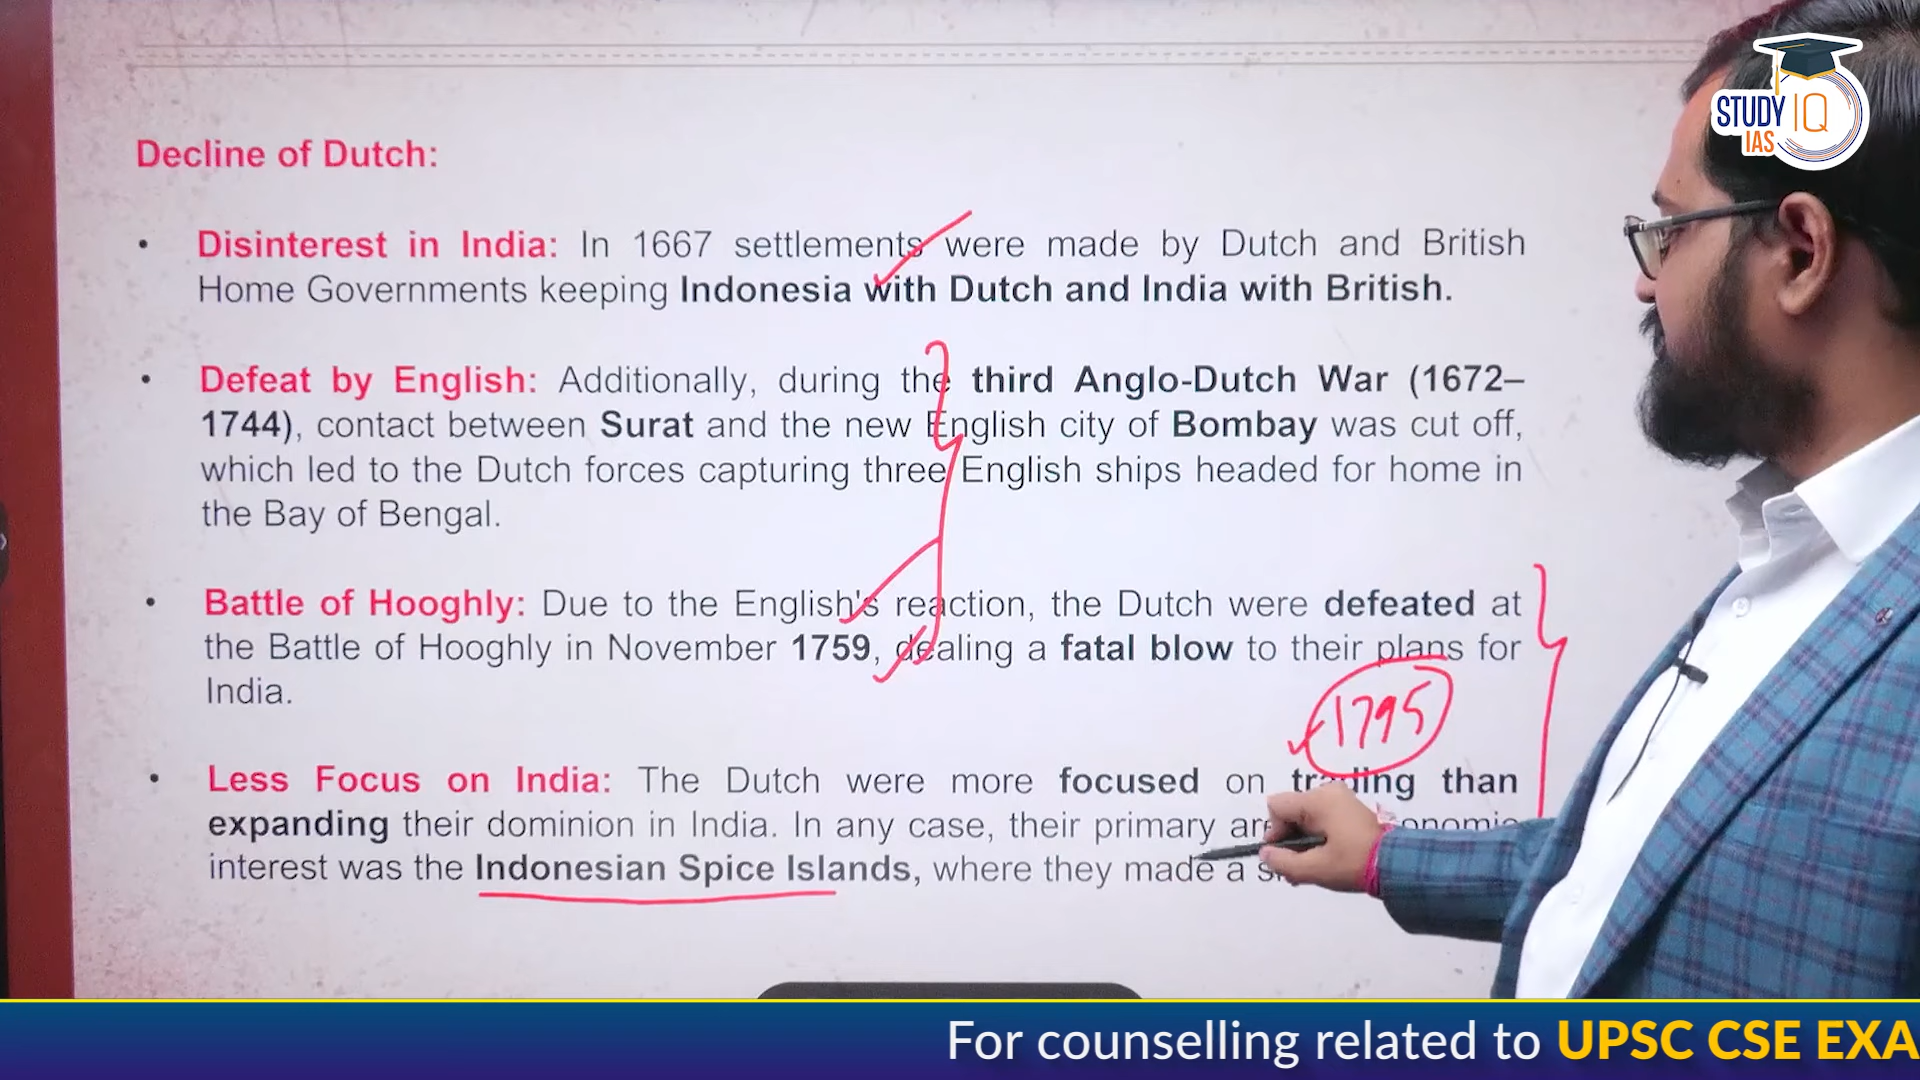 STUDY IQ
IAS
Decline of Dutch:
• Disinterest in India: In 1667 settlements were made by Dutch and British
Home Governments keeping Indonesia with Dutch and India with British.
• Defeat by English: Additionally, during the third Anglo-Dutch War (1672–
1744), contact between Surat and the new English city of Bombay was cut off,
which led to the Dutch forces capturing three English ships headed for home in
the Bay of Bengal.
• Battle of Hooghly: Due to the English's reaction, the Dutch were defeated at
the Battle of Hooghly in November 1759, dealing a fatal blow to their plans for
India.
1795
• Less Focus on India: The Dutch were more focused on trading than
expanding their dominion in India. In any case, their primary
interest was the Indonesian Spice Islands, where they made a
For counselling related to UPSC CSE EXA